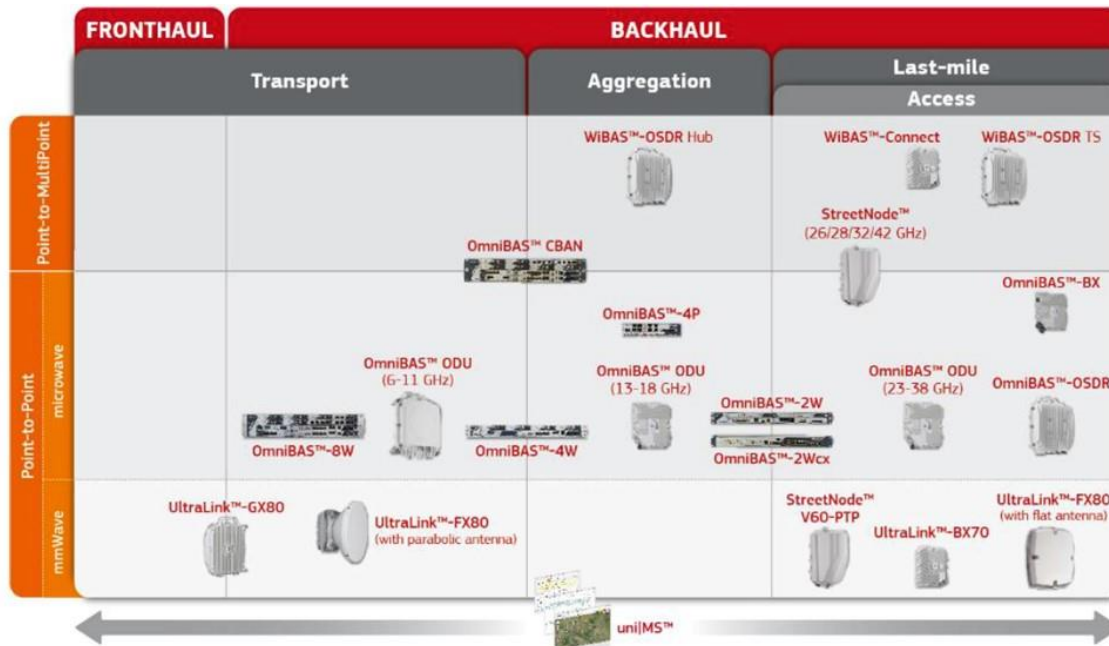 FRONTHAUL
BACKHAUL
Transport
Aggregation
Last-mile
Access
Point-to-MultiPoint
WiBAS™-OSDR Hub
WiBAS™-Connect
WiBAS™-OSDR TS
StreetNode™
(26/28/32/42 GHz)
OmniBAS™ CBAN
Point-to-Point
microwave
OmniBAS™-BX
OmniBAS™-4P
OmniBAS™ ODU
(6-11 GHz)
OmniBAS™ ODU
(13-18 GHz)
OmniBAS™ ODU
(23-38 GHz)
OmniBAS™-OSDR
OmniBAS™-2W
OmniBAS™-8W
OmniBAS™-4W
OmniBAS™-2Wcx
mmWave
UltraLink™-GX80
UltraLink™-FX80
(with parabolic antenna)
StreetNode™
V60-PTP
UltraLink™-BX70
UltraLink™-FX80
(with flat antenna)
uni|MS™